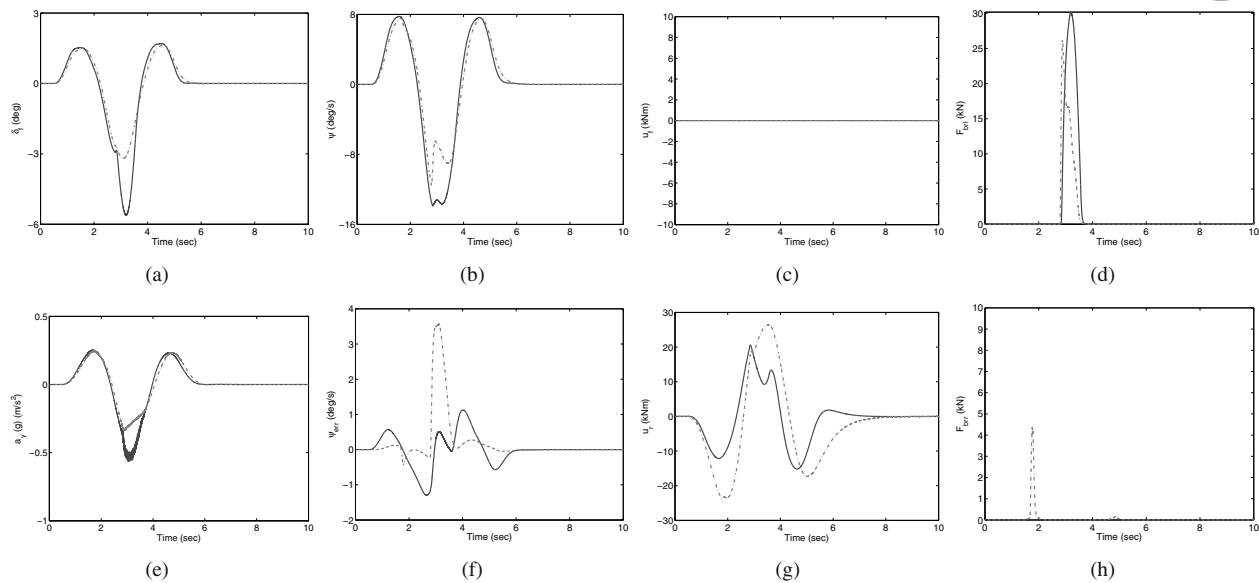 3
0
−3
−6
δf (deg)
0 2 4 6 8 10
Time (sec)
(a)
8
0
−8
−16
ψ (deg/s)
0 2 4 6 8 10
Time (sec)
(b)
10
8
6
4
2
0
−2
−4
−6
−8
−10
uf (kNm)
0 2 4 6 8 10
Time (sec)
(c)
30
25
20
15
10
5
0
Fbrl (kN)
0 2 4 6 8 10
Time (sec)
(d)
0.5
0
−0.5
−1
ay (g) (m/s²)
0 2 4 6 8 10
Time (sec)
(e)
4
3
2
1
0
−1
−2
ψerr (deg/s)
0 2 4 6 8 10
Time (sec)
(f)
30
20
10
0
−10
−20
−30
ur (kNm)
0 2 4 6 8 10
Time (sec)
(g)
10
9
8
7
6
5
4
3
2
1
0
Fbrr (kN)
0 2 4 6 8 10
Time (sec)
(h)